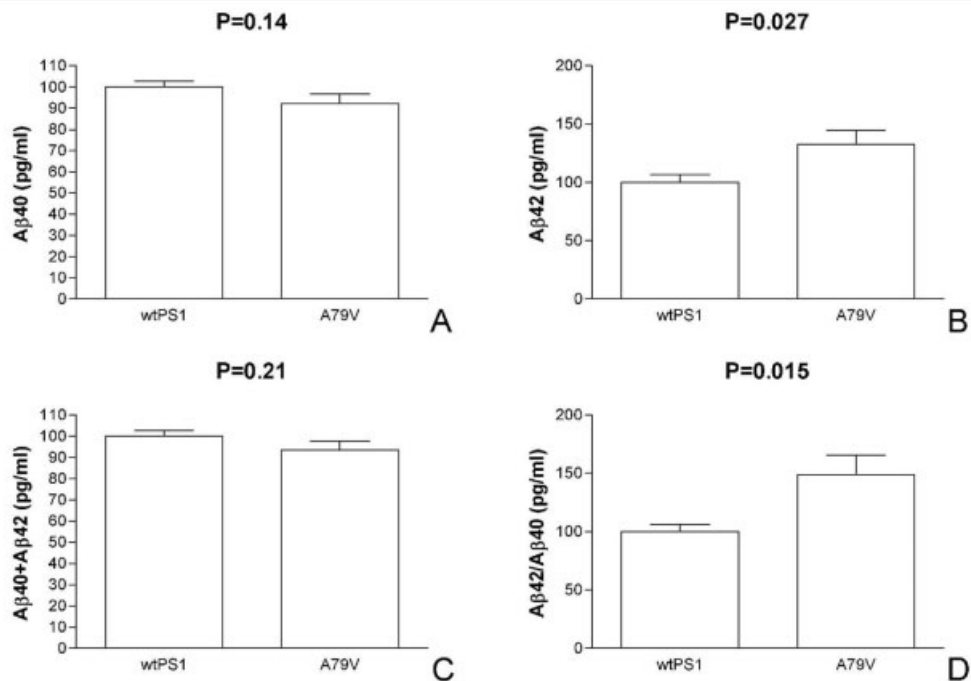 P=0.14
Aβ40 (pg/ml)
110
100
90
80
70
60
50
40
30
20
10
0
wtPS1 A79V
A
P=0.027
Aβ42 (pg/ml)
200
150
100
50
0
wtPS1 A79V
B
P=0.21
Aβ40+Aβ42 (pg/ml)
110
100
90
80
70
60
50
40
30
20
10
0
wtPS1 A79V
C
P=0.015
Aβ42/Aβ40 (pg/ml)
200
150
100
50
0
wtPS1 A79V
D